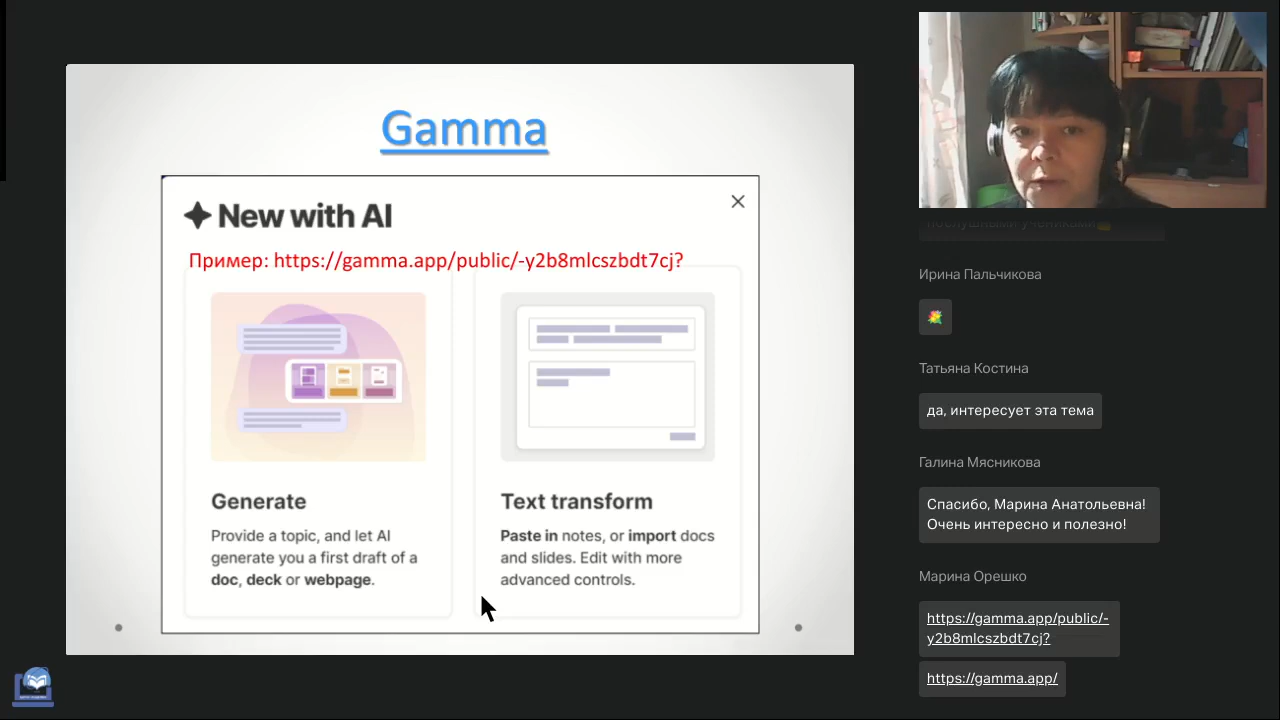 Gamma
New with AI
Пример: https://gamma.app/public/-y2b8mlcszbdt7cj?
Generate
Provide a topic, and let AI
generate you a first draft of a
doc, deck or webpage.
Text transform
Paste in notes, or import docs
and slides. Edit with more
advanced controls.
послушными учениками
Ирина Пальчикова
Татьяна Костина
да, интересует эта тема
Галина Мясникова
Спасибо, Марина Анатольевна!
Очень интересно и полезно!
Марина Орешко
https://gamma.app/public/-
y2b8mlcszbdt7cj?
https://gamma.app/